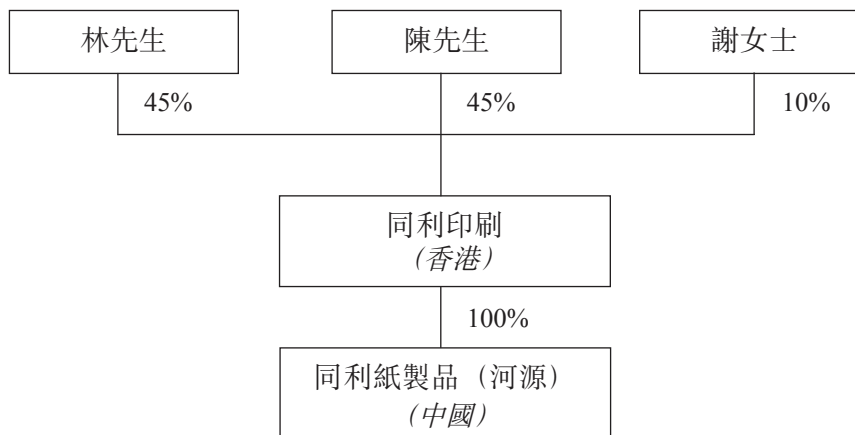 林先生
陳先生
謝女士
45%
45%
10%
同利印刷
(香港)
100%
同利紙製品(河源)
(中國)